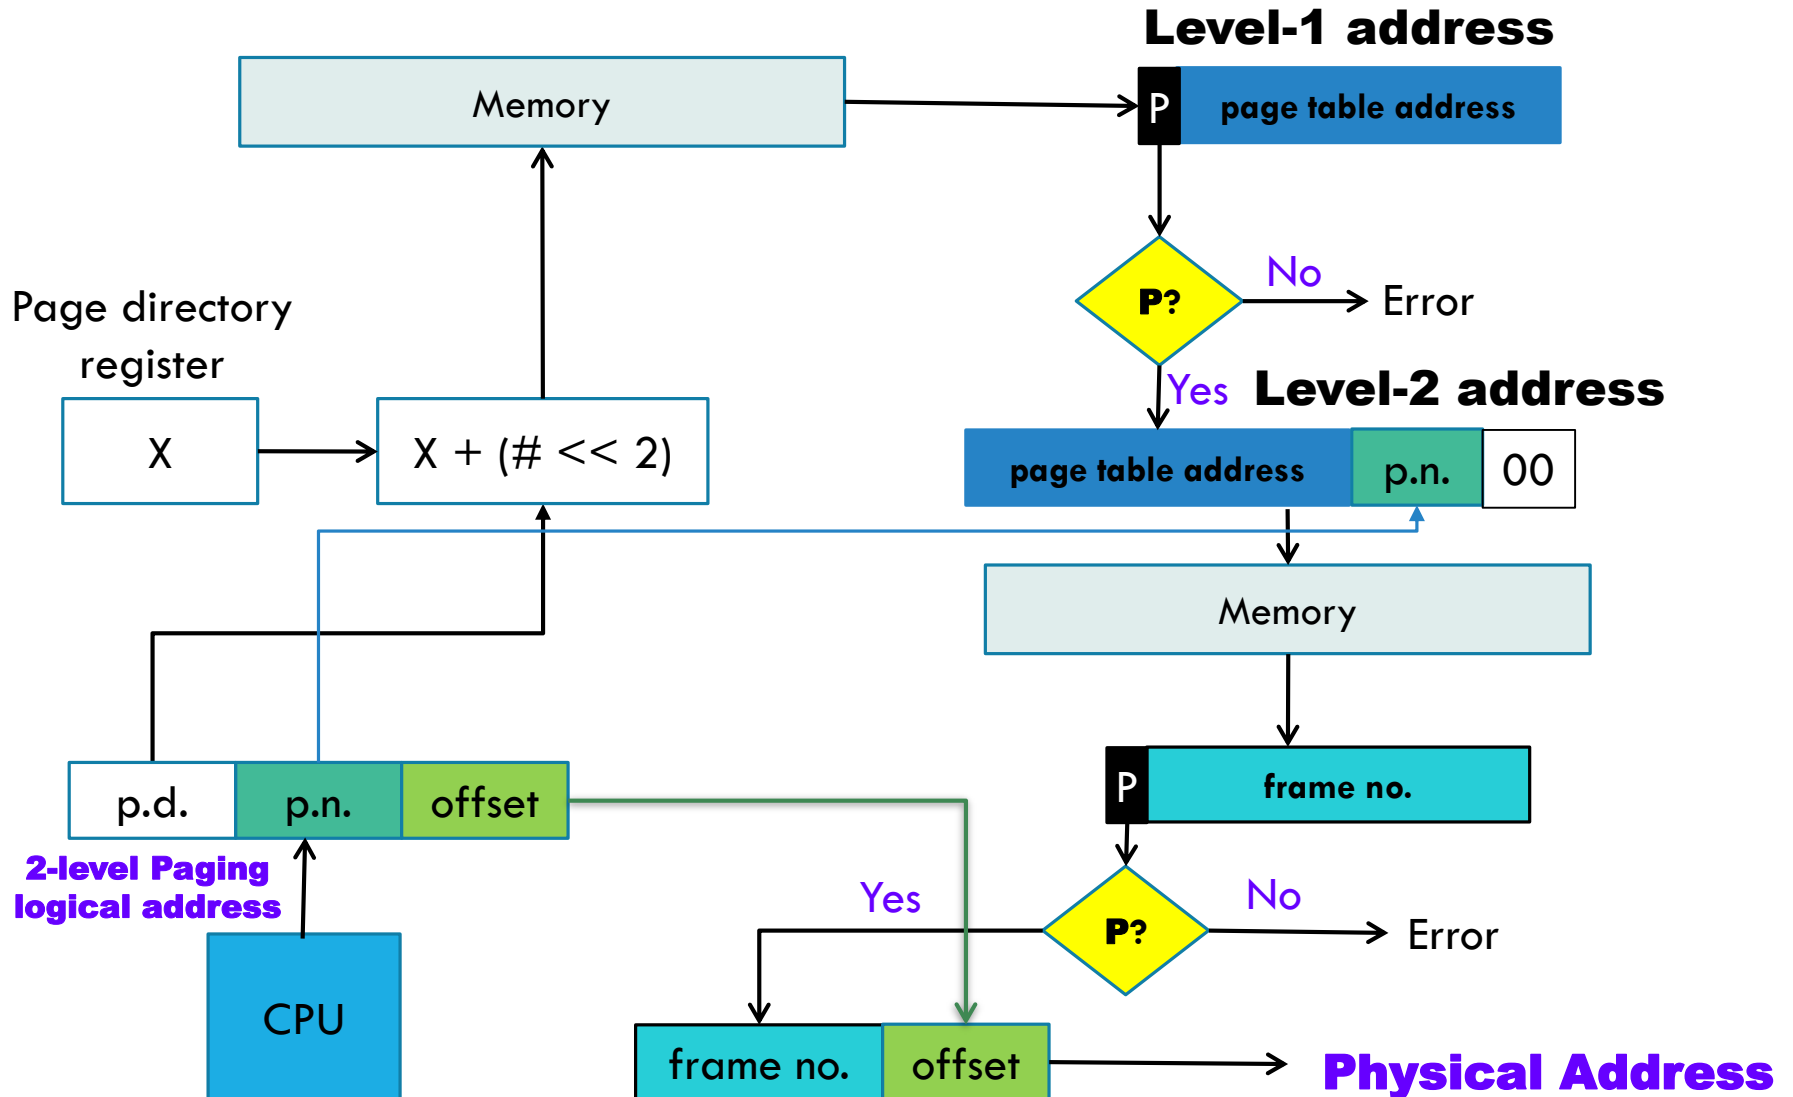 Level-1 address
Memory
P
page table address
P?
No
Error
Page directory
register
Yes
Level-2 address
X
X + (# << 2)
page table address
p.n.
00
Memory
p.d.
p.n.
offset
P
frame no.
2-level Paging
logical address
Yes
P?
No
Error
CPU
frame no.
offset
Physical Address